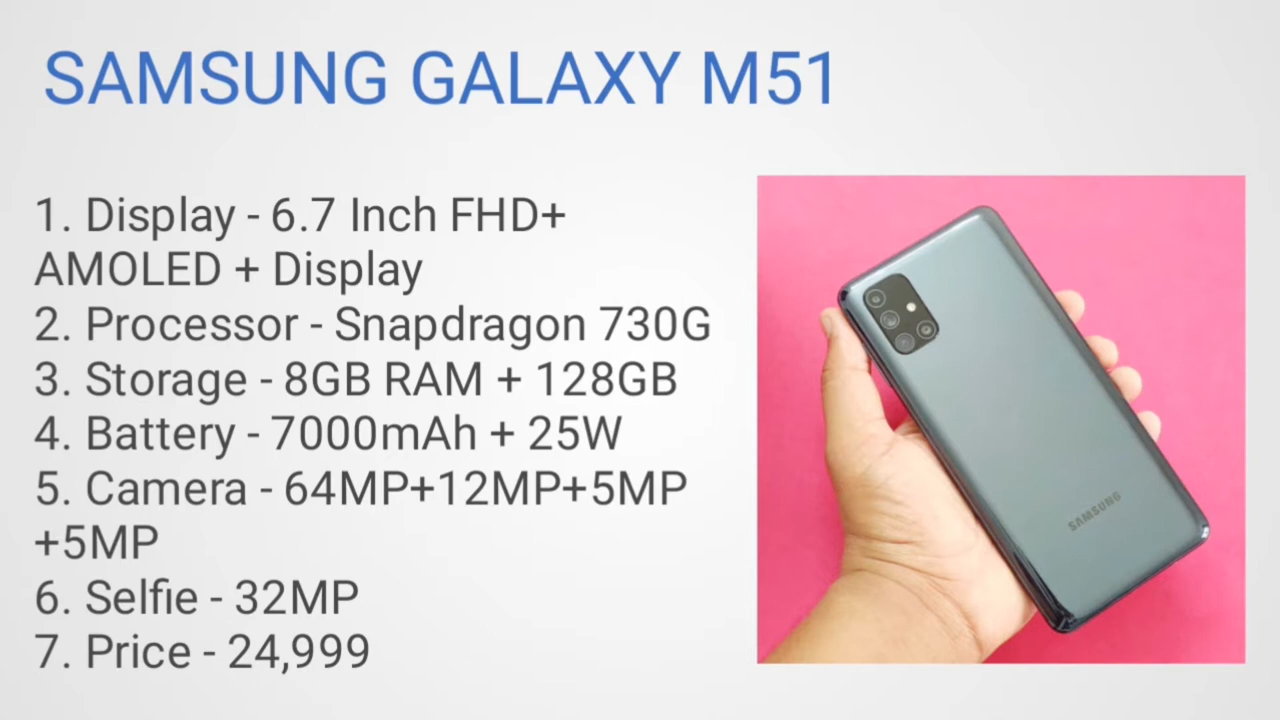 SAMSUNG GALAXY M51
1. Display - 6.7 Inch FHD+
AMOLED + Display
2. Processor - Snapdragon 730G
3. Storage - 8GB RAM + 128GB
4. Battery - 7000mAh + 25W
5. Camera - 64MP+12MP+5MP
+5MP
6. Selfie - 32MP
7. Price - 24,999
SAMSUNG